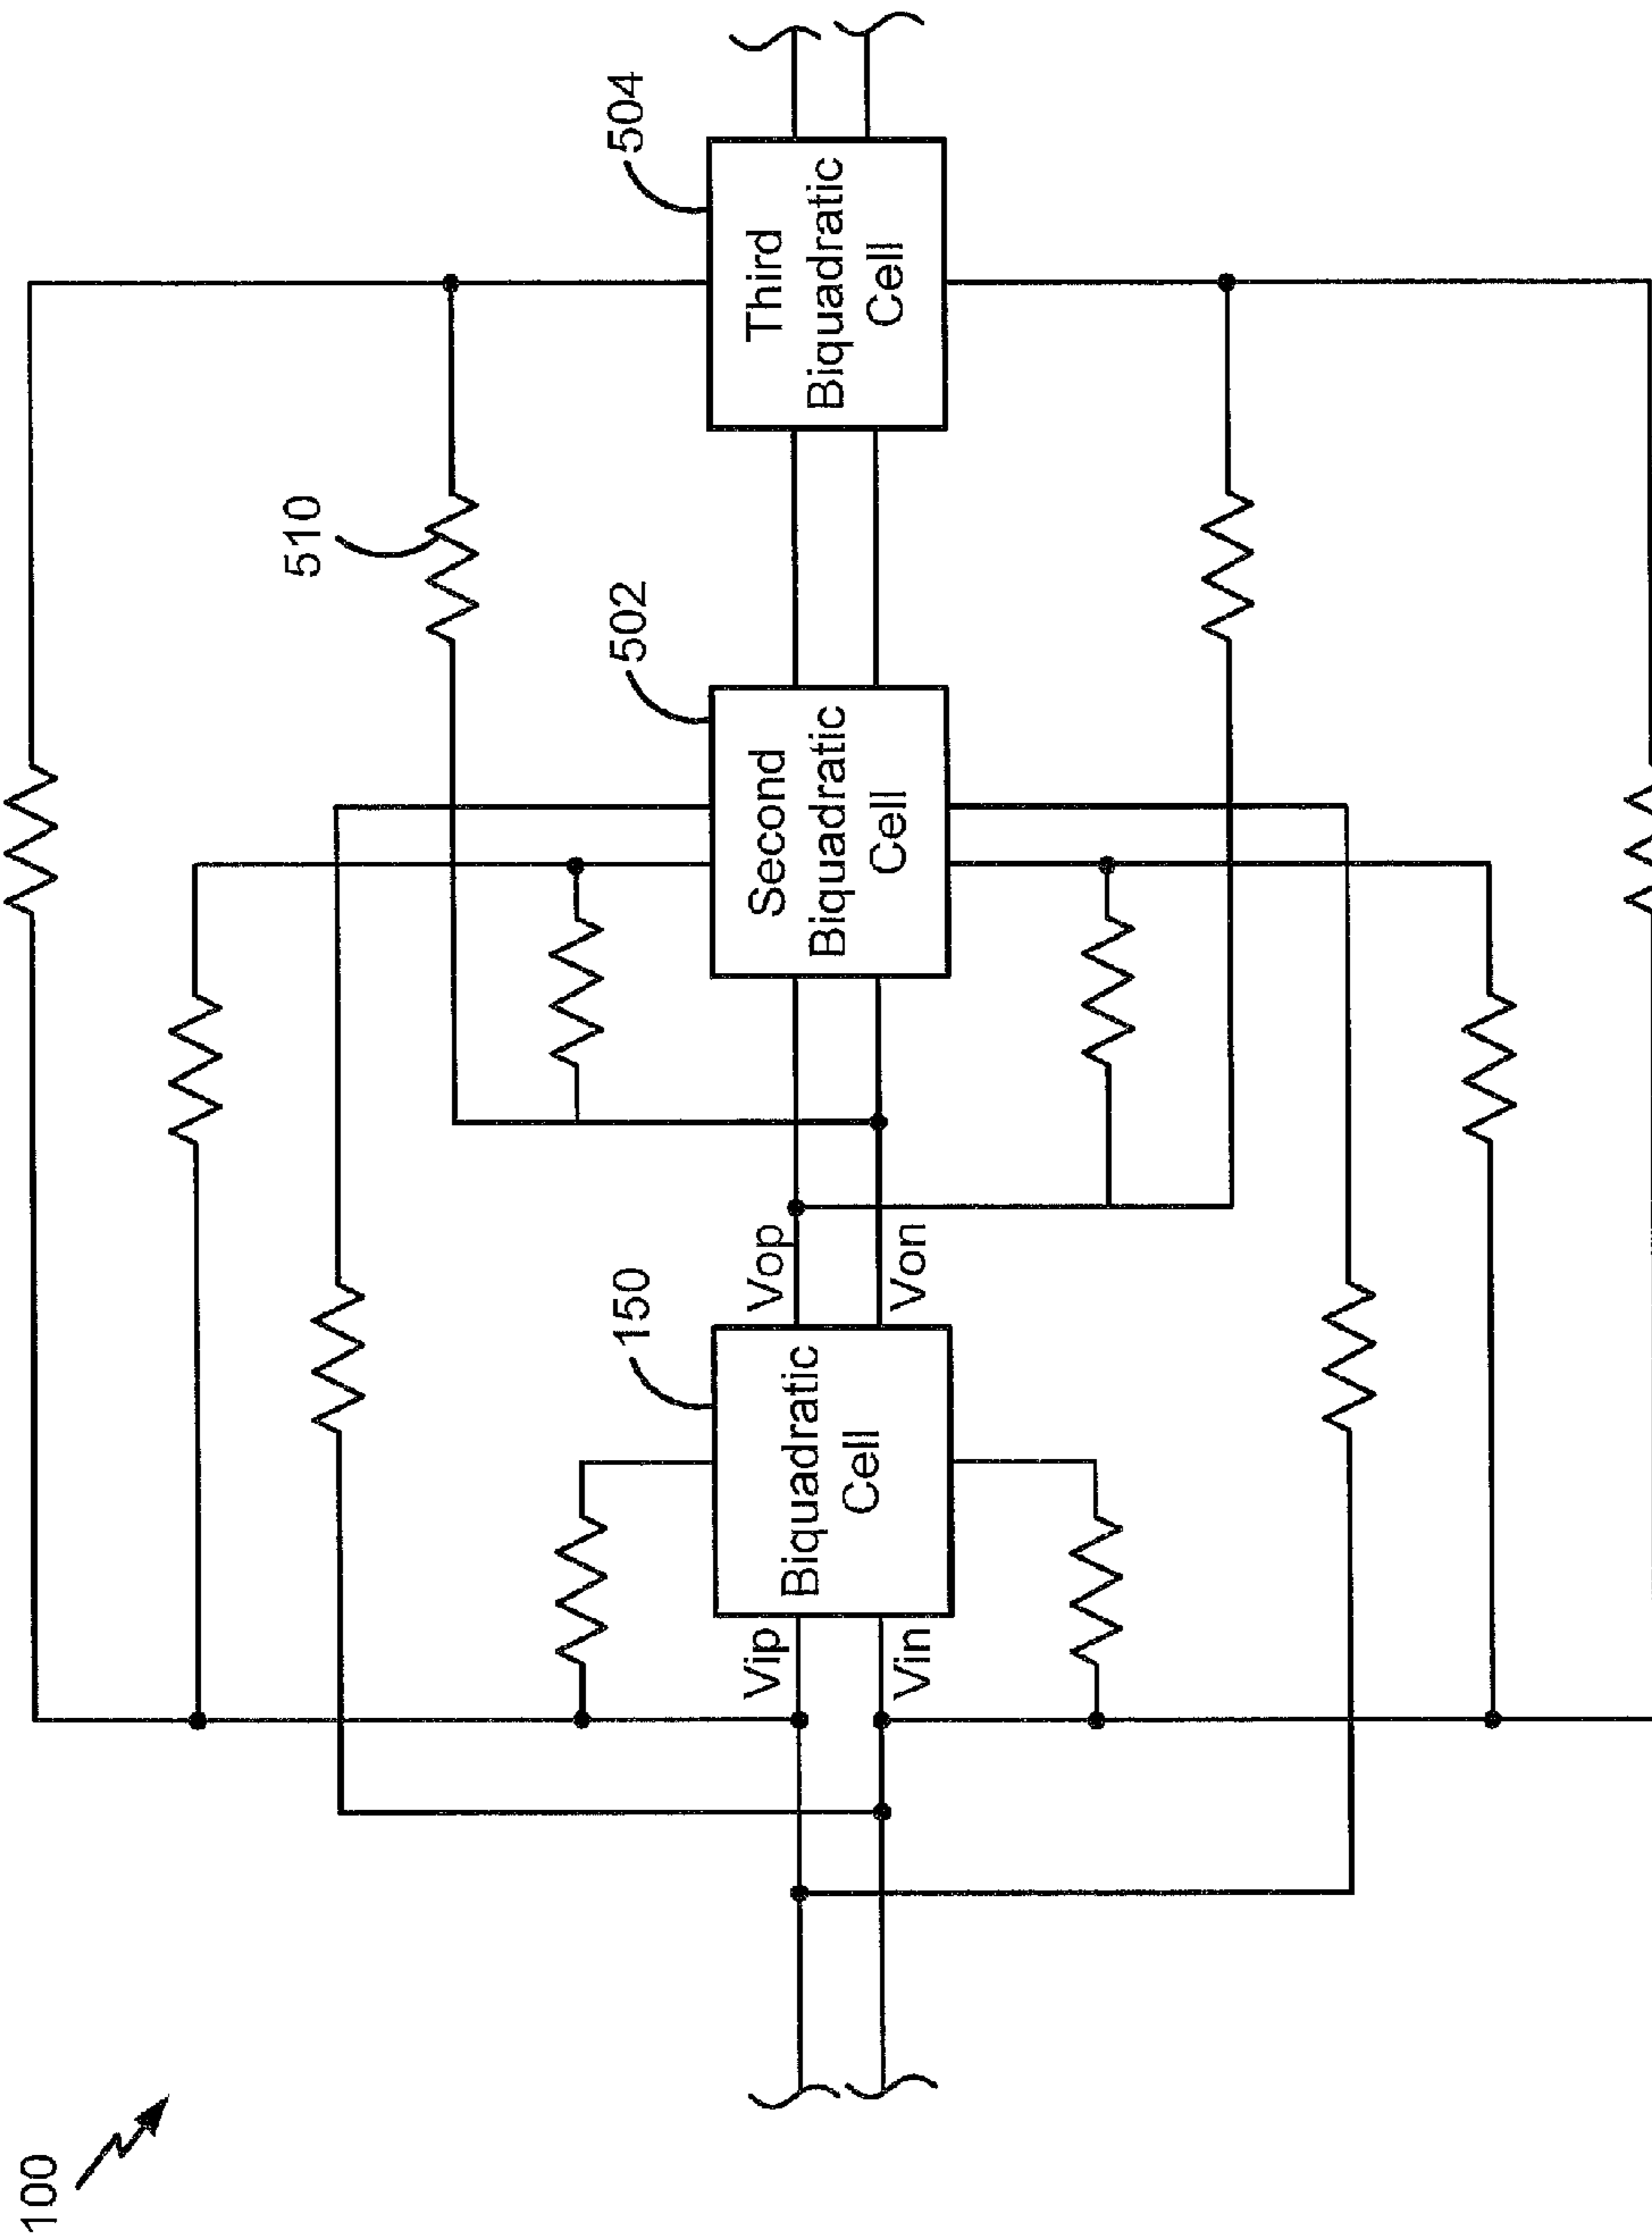 100
150
502
504
510
Vip
Vin
Biquadratic
Cell
Vop
Von
Second
Biquadratic
Cell
Third
Biquadratic
Cell